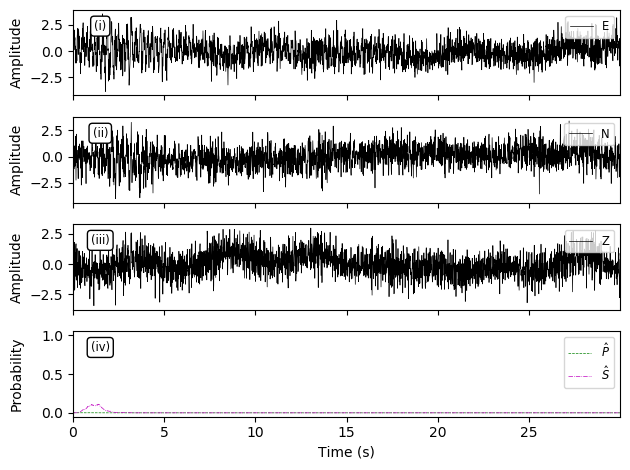 Amplitude
2.5
0.0
−2.5
(i)
E
Amplitude
2.5
0.0
−2.5
(ii)
N
Amplitude
2.5
0.0
−2.5
(iii)
Z
Probability
1.0
0.5
0.0
(iv)
P̂
Ŝ
0 5 10 15 20 25
Time (s)